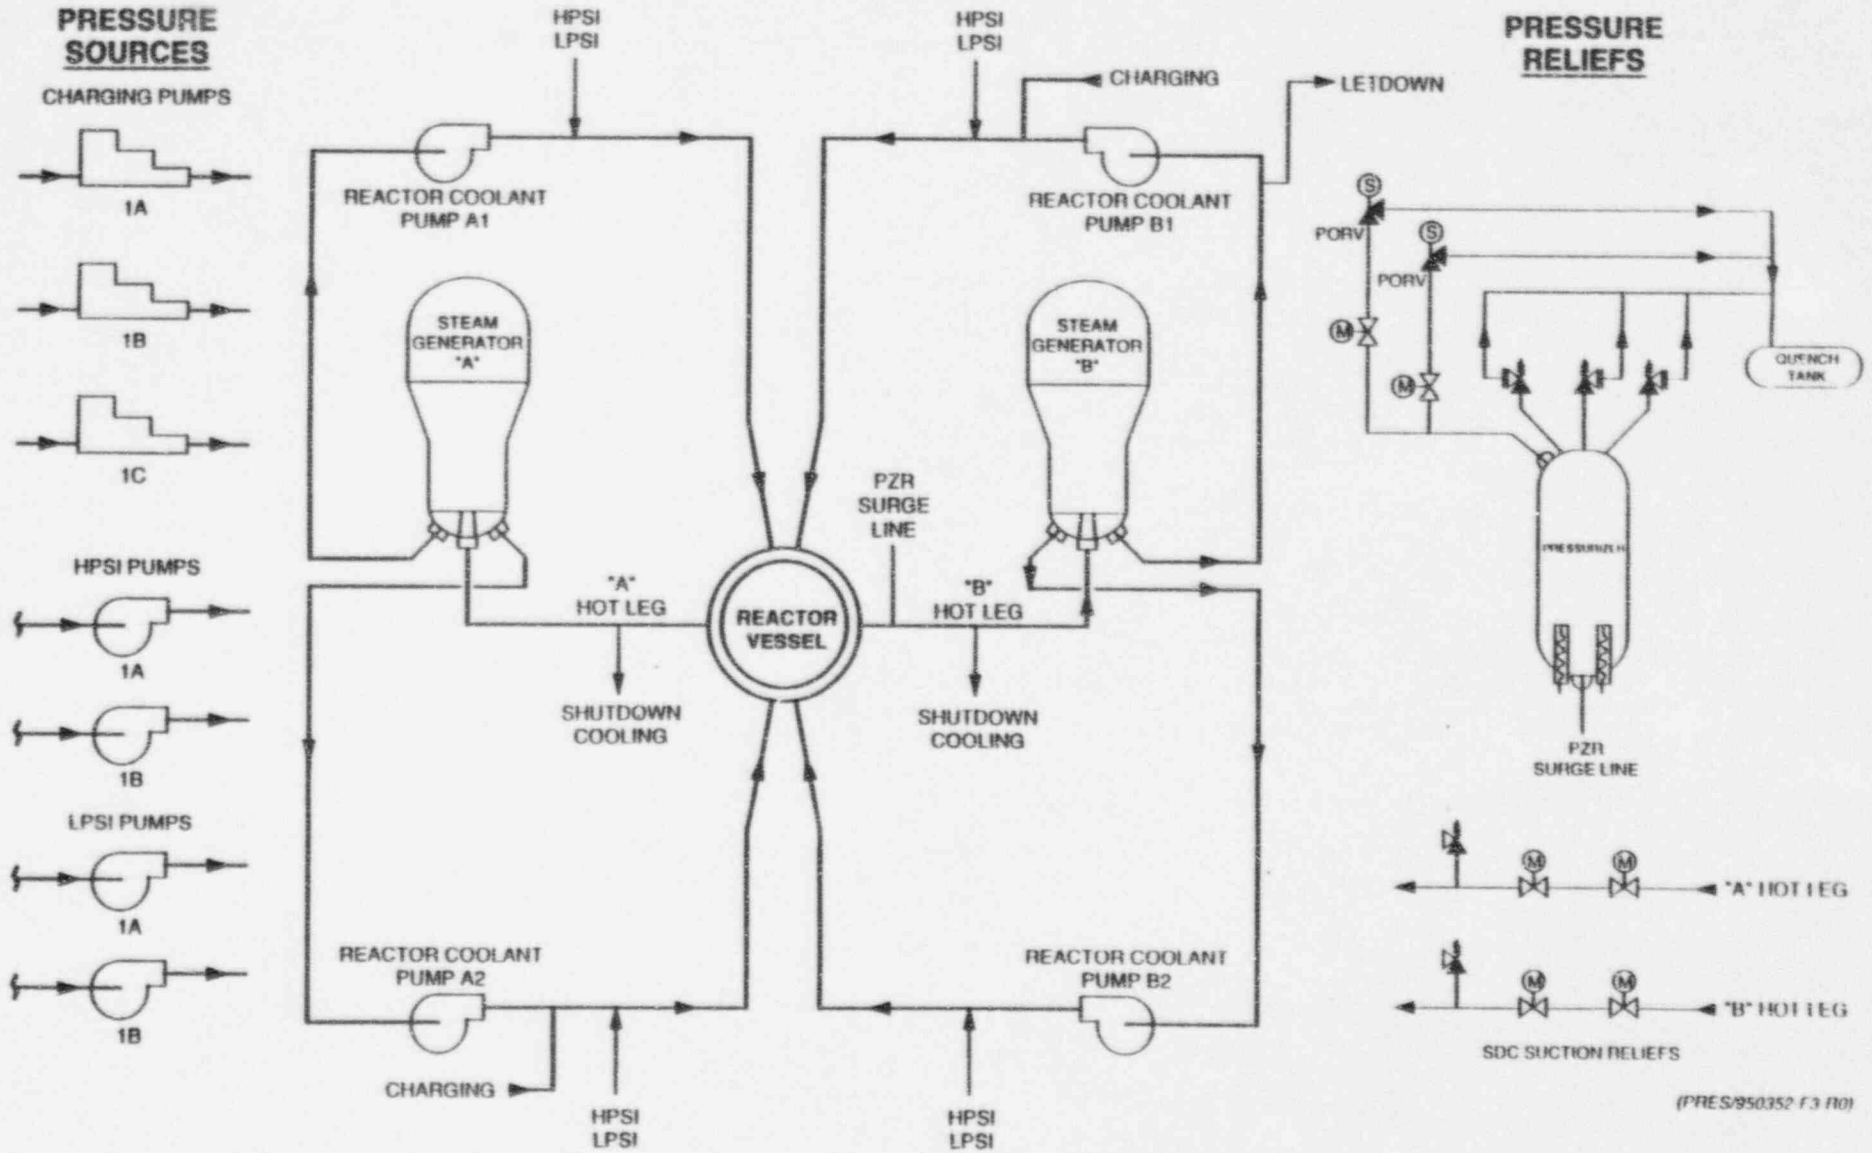 PRESSURE
SOURCES
CHARGING PUMPS
1A
1B
1C
HPSI PUMPS
1A
1B
LPSI PUMPS
1A
1B
HPSI
LPSI
REACTOR COOLANT
PUMP A1
STEAM
GENERATOR
"A"
"A"
HOT LEG
SHUTDOWN
COOLING
REACTOR COOLANT
PUMP A2
CHARGING
HPSI
LPSI
REACTOR
VESSEL
HPSI
LPSI
CHARGING
LETDOWN
REACTOR COOLANT
PUMP B1
STEAM
GENERATOR
"B"
PZR
SURGE
LINE
"B"
HOT LEG
SHUTDOWN
COOLING
REACTOR COOLANT
PUMP B2
HPSI
LPSI
PRESSURE
RELIEFS
S
PORV
S
PORV
M
M
QUENCH
TANK
PRESSURIZER
PZR
SURGE LINE
M M
"A" HOT LEG
M M
"B" HOT LEG
SDC SUCTION RELIEFS
(PRES/950352-F3-R0)